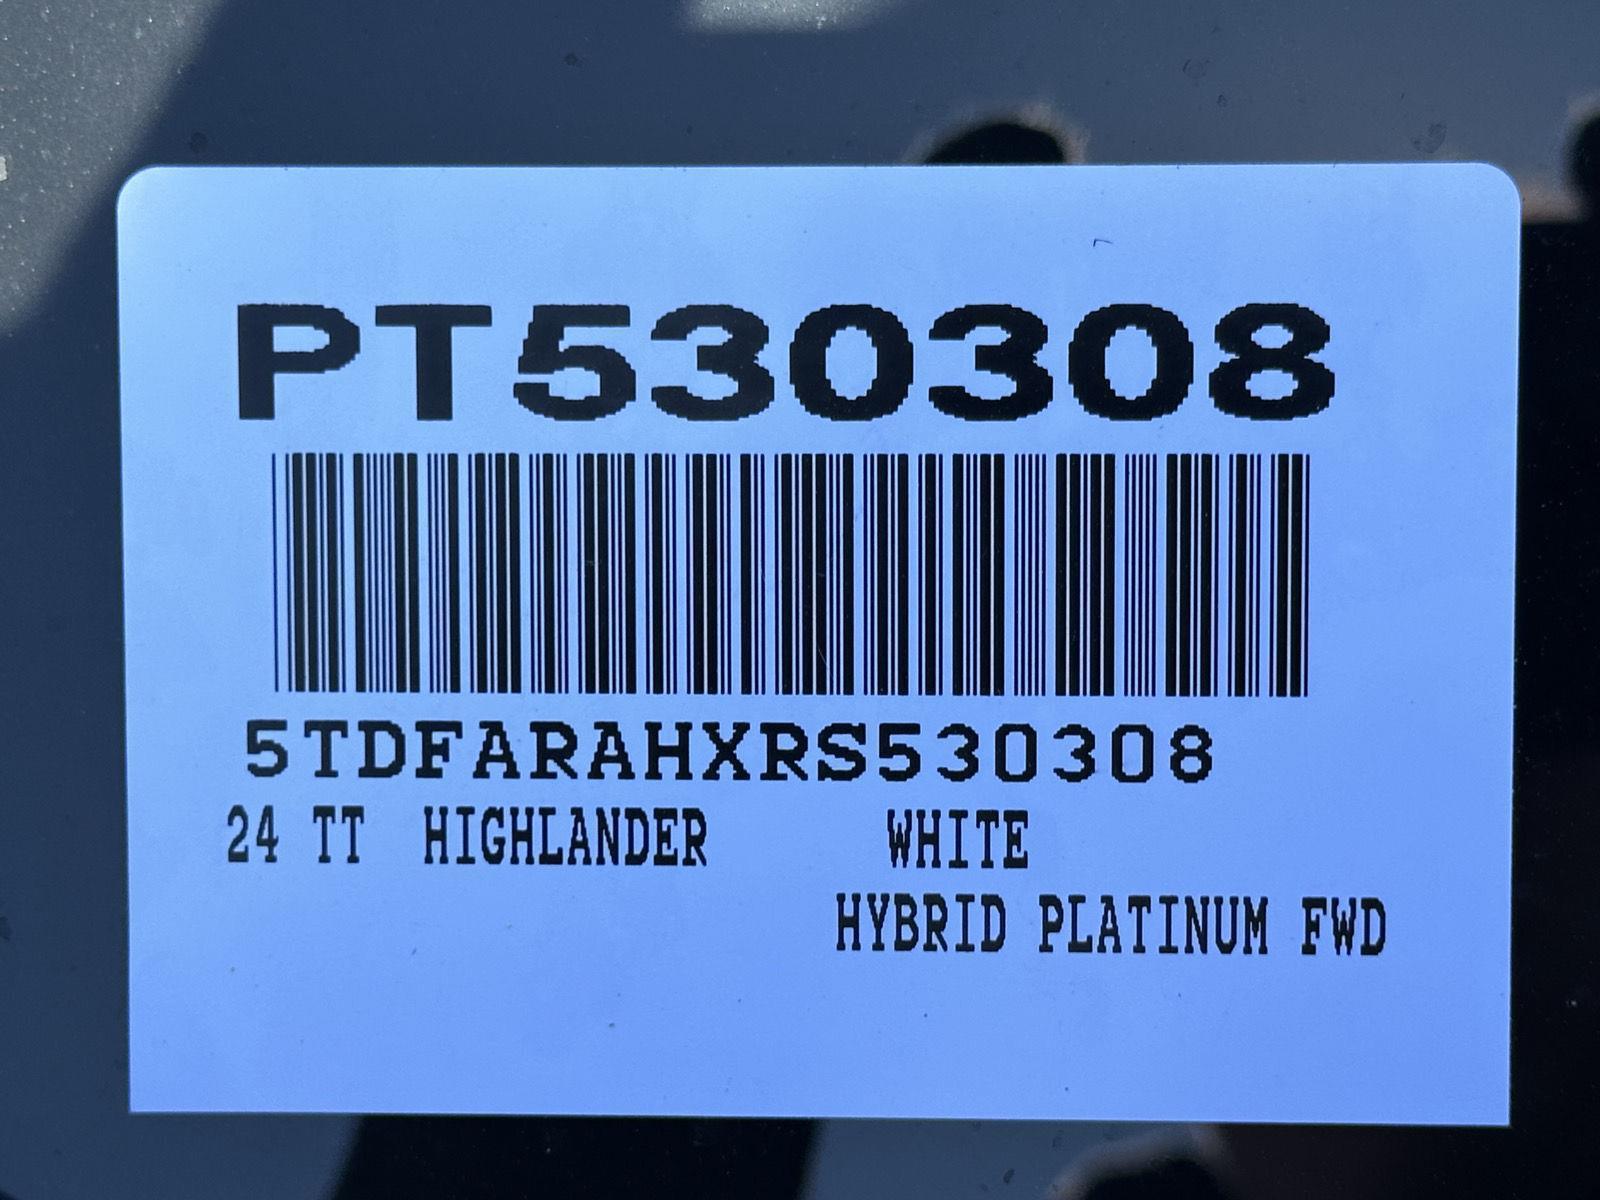 PT530308
5TDFARAHXRS530308
24 TT HIGHLANDER WHITE
HYBRID PLATINUM FWD